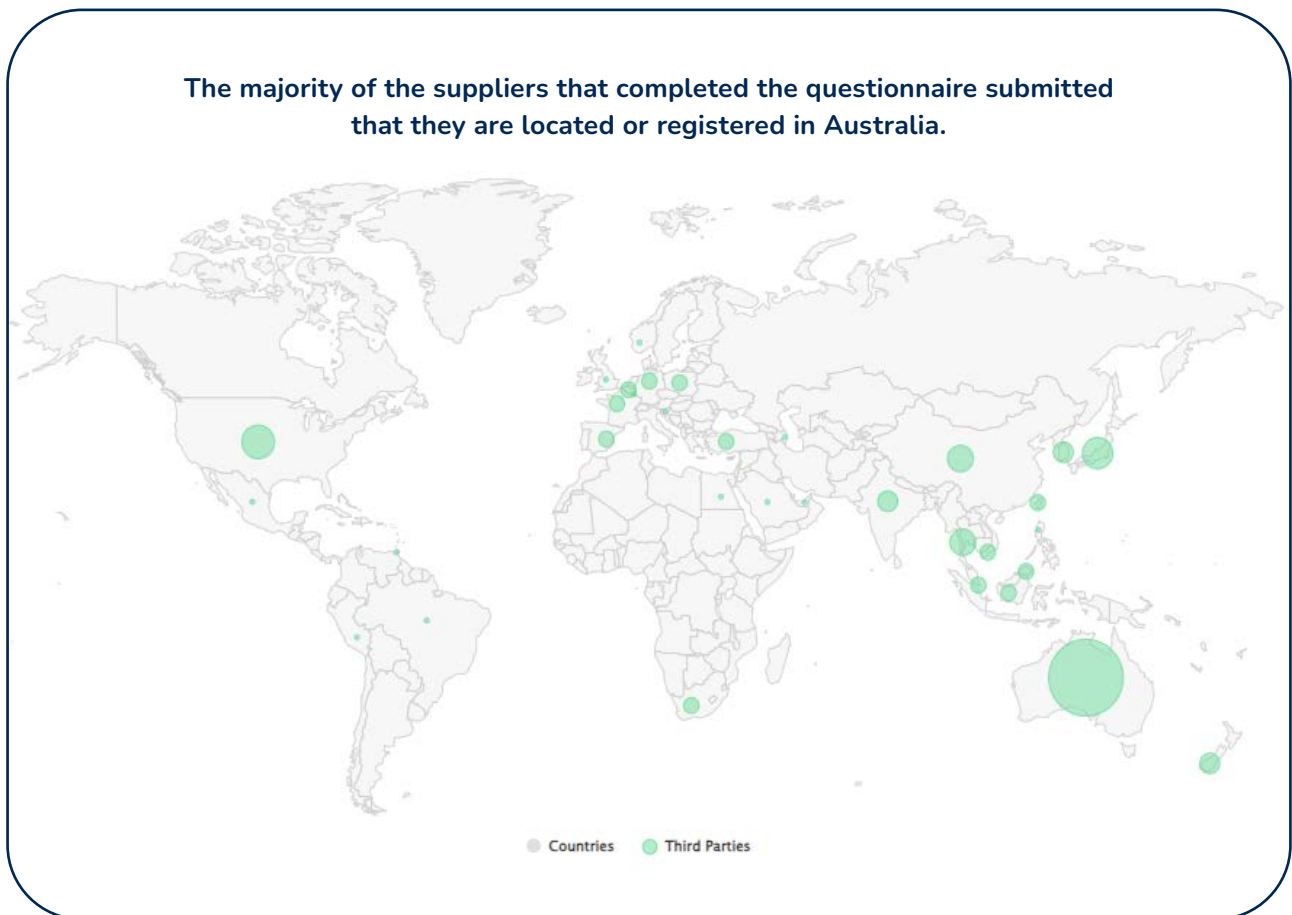 The majority of the suppliers that completed the questionnaire submitted
that they are located or registered in Australia.
Countries
Third Parties